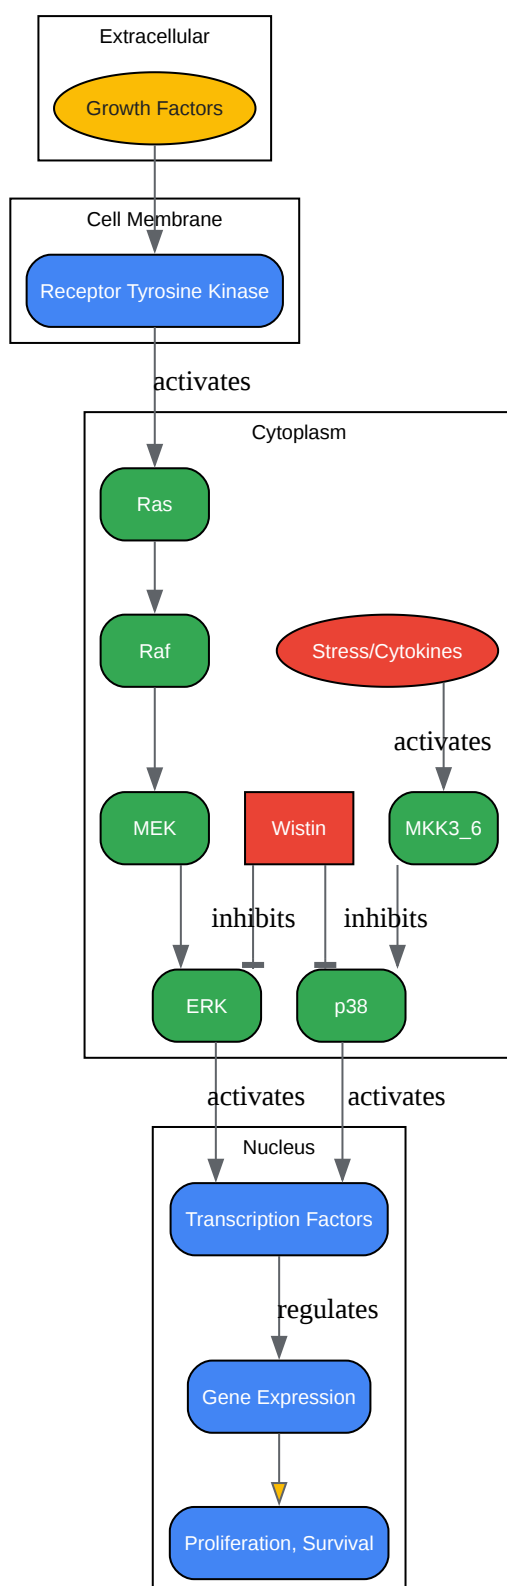 Extracellular
Growth Factors
Cell Membrane
Receptor Tyrosine Kinase
activates
Cytoplasm
Ras
Raf
Stress/Cytokines
activates
MEK
Wistin
MKK3_6
inhibits
inhibits
ERK
p38
activates
activates
Nucleus
Transcription Factors
regulates
Gene Expression
Proliferation, Survival